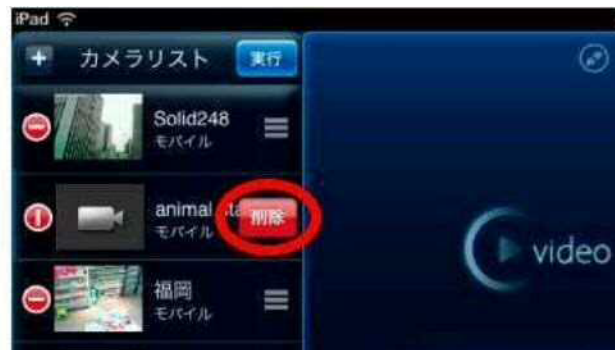 iPad
カメラリスト 実行
Solid248
モバイル
animal 削除
モバイル
福岡
モバイル
video